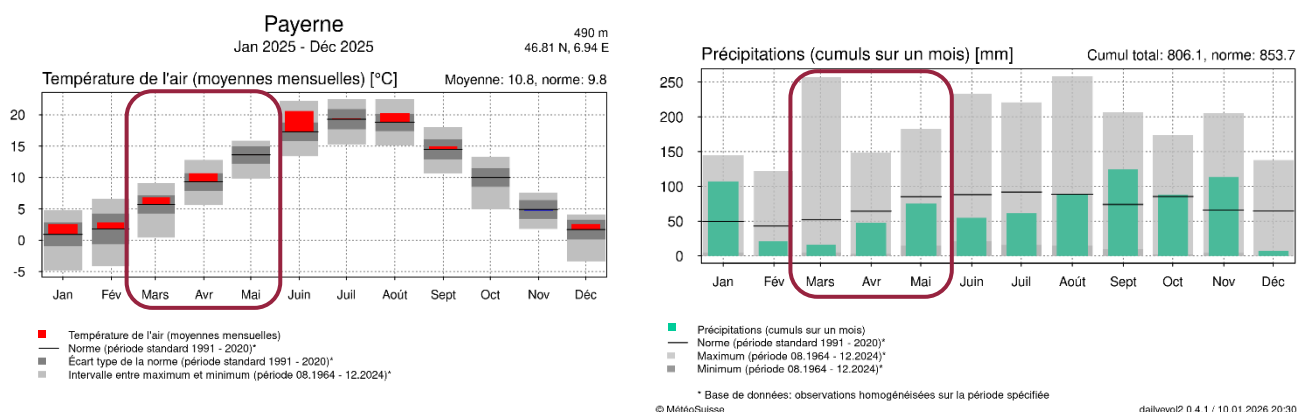 Payerne
Jan 2025 - Déc 2025
490 m
46.81 N, 6.94 E
Température de l'air (moyennes mensuelles) [°C]
Moyenne: 10.8, norme: 9.8
20
15
10
5
0
-5
Jan Fév Mars Avr Mai Juin Juil Août Sept Oct Nov Déc
Température de l'air (moyennes mensuelles)
Norme (période standard 1991 - 2020)*
Écart type de la norme (période standard 1991 - 2020)*
Intervalle entre maximum et minimum (période 08.1964 - 12.2024)*
Précipitations (cumuls sur un mois) [mm]
Cumul total: 806.1, norme: 853.7
250
200
150
100
50
0
Jan Fév Mars Avr Mai Juin Juil Août Sept Oct Nov Déc
Précipitations (cumuls sur un mois)
Norme (période standard 1991 - 2020)*
Maximum (période 08.1964 - 12.2024)*
Minimum (période 08.1964 - 12.2024)*
* Base de données: observations homogénéisées sur la période spécifiée
© MétéoSuisse
dailyevol2 0.4.1 / 10.01.2026 20:30